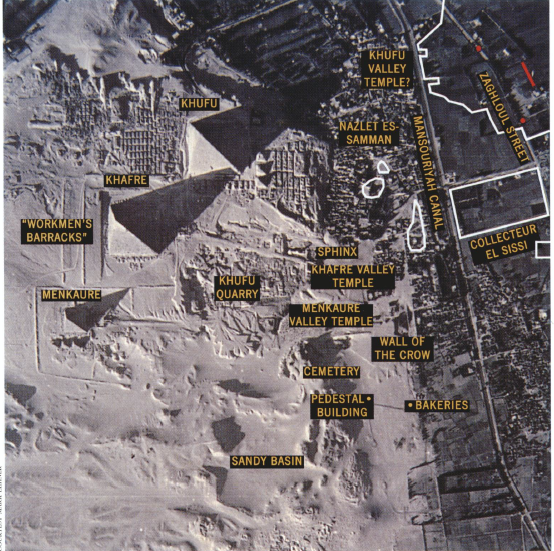 KHUFU
VALLEY
TEMPLE?
ZAGHLOUL STREET
KHUFU
NAZLET ES-
SAMMAN
MANSOURIYAH CANAL
KHAFRE
"WORKMEN'S
BARRACKS"
COLLECTEUR
EL SISSI
SPHINX
KHAFRE VALLEY
TEMPLE
KHUFU
QUARRY
MENKAURE
MENKAURE
VALLEY TEMPLE
WALL OF
THE CROW
CEMETERY
PEDESTAL •
BUILDING
• BAKERIES
SANDY BASIN